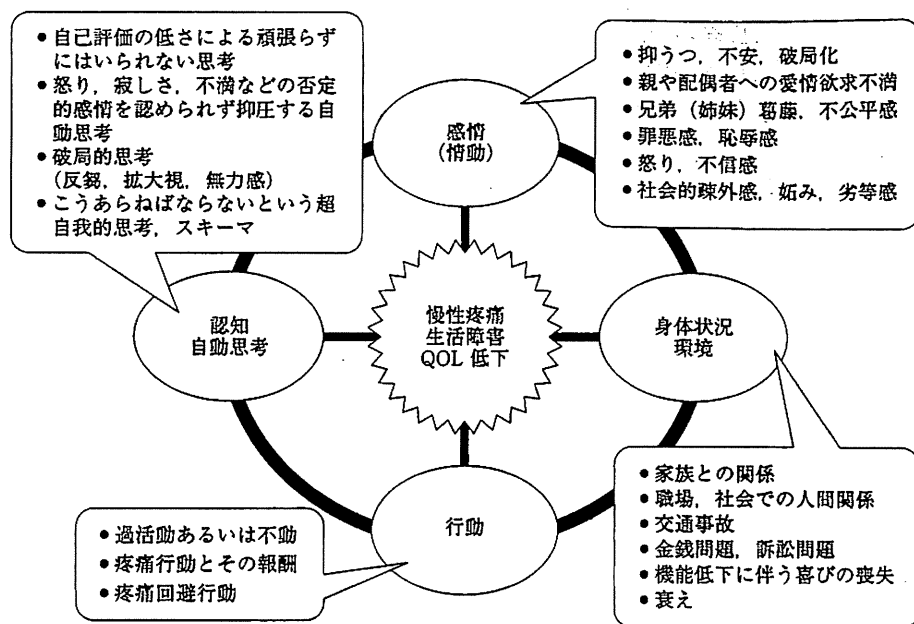 • 自己評価の低さによる頑張らず
にはいられない思考
• 怒り，寂しさ，不満などの否定
的感情を認められず抑圧する自
動思考
• 破局的思考
(反芻，拡大視，無力感)
• こうあらねばならないという超
自我的思考，スキーマ
感情
(情動)
• 抑うつ，不安，破局化
• 親や配偶者への愛情欲求不満
• 兄弟（姉妹）葛藤，不公平感
• 罪悪感，恥辱感
• 怒り，不信感
• 社会的疎外感，妬み，劣等感
認知
自動思考
慢性疼痛
生活障害
QOL 低下
身体状況
環境
行動
• 過活動あるいは不動
• 疼痛行動とその報酬
• 疼痛回避行動
• 家族との関係
• 職場，社会での人間関係
• 交通事故
• 金銭問題，訴訟問題
• 機能低下に伴う喜びの喪失
• 衰え